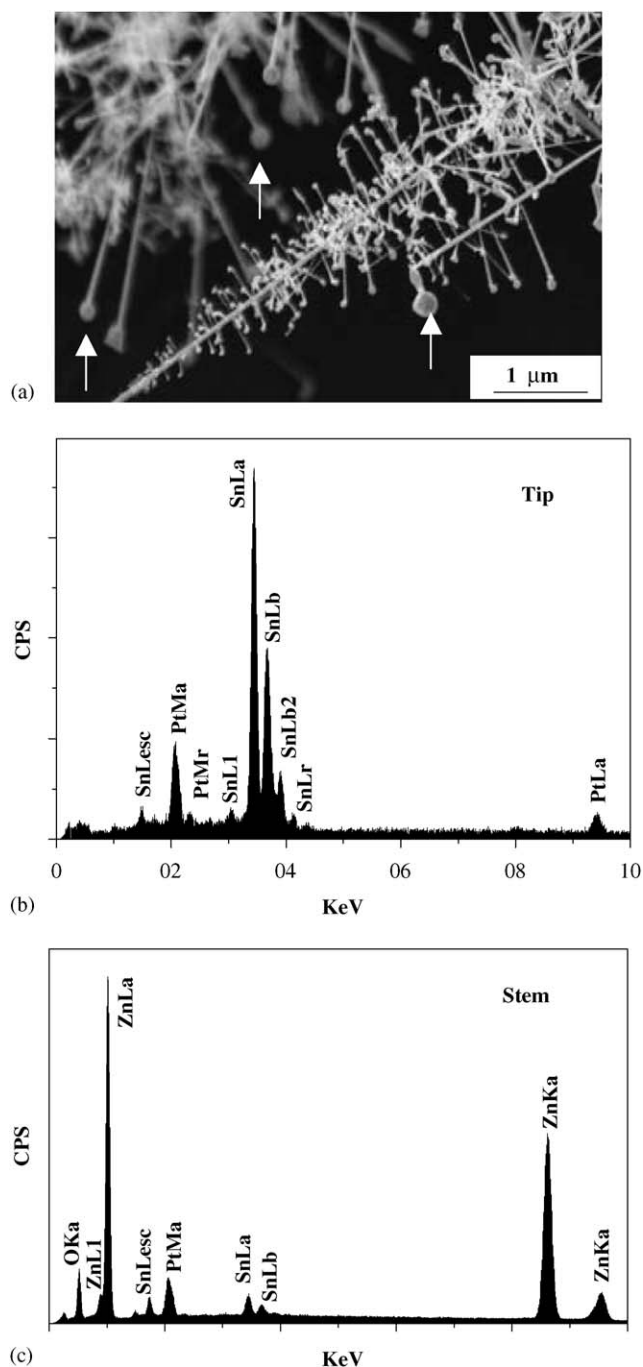 1 μm
(a)
Tip
SnLa
SnLb
SnLb2
SnLr
SnL1
PtMa
PtMr
SnLesc
PtLa
CPS
0 02 04 06 08 10
KeV
(b)
Stem
ZnLa
OKa
ZnL1
SnLesc
PtMa
SnLa
SnLb
ZnKa
ZnKa
CPS
KeV
(c)